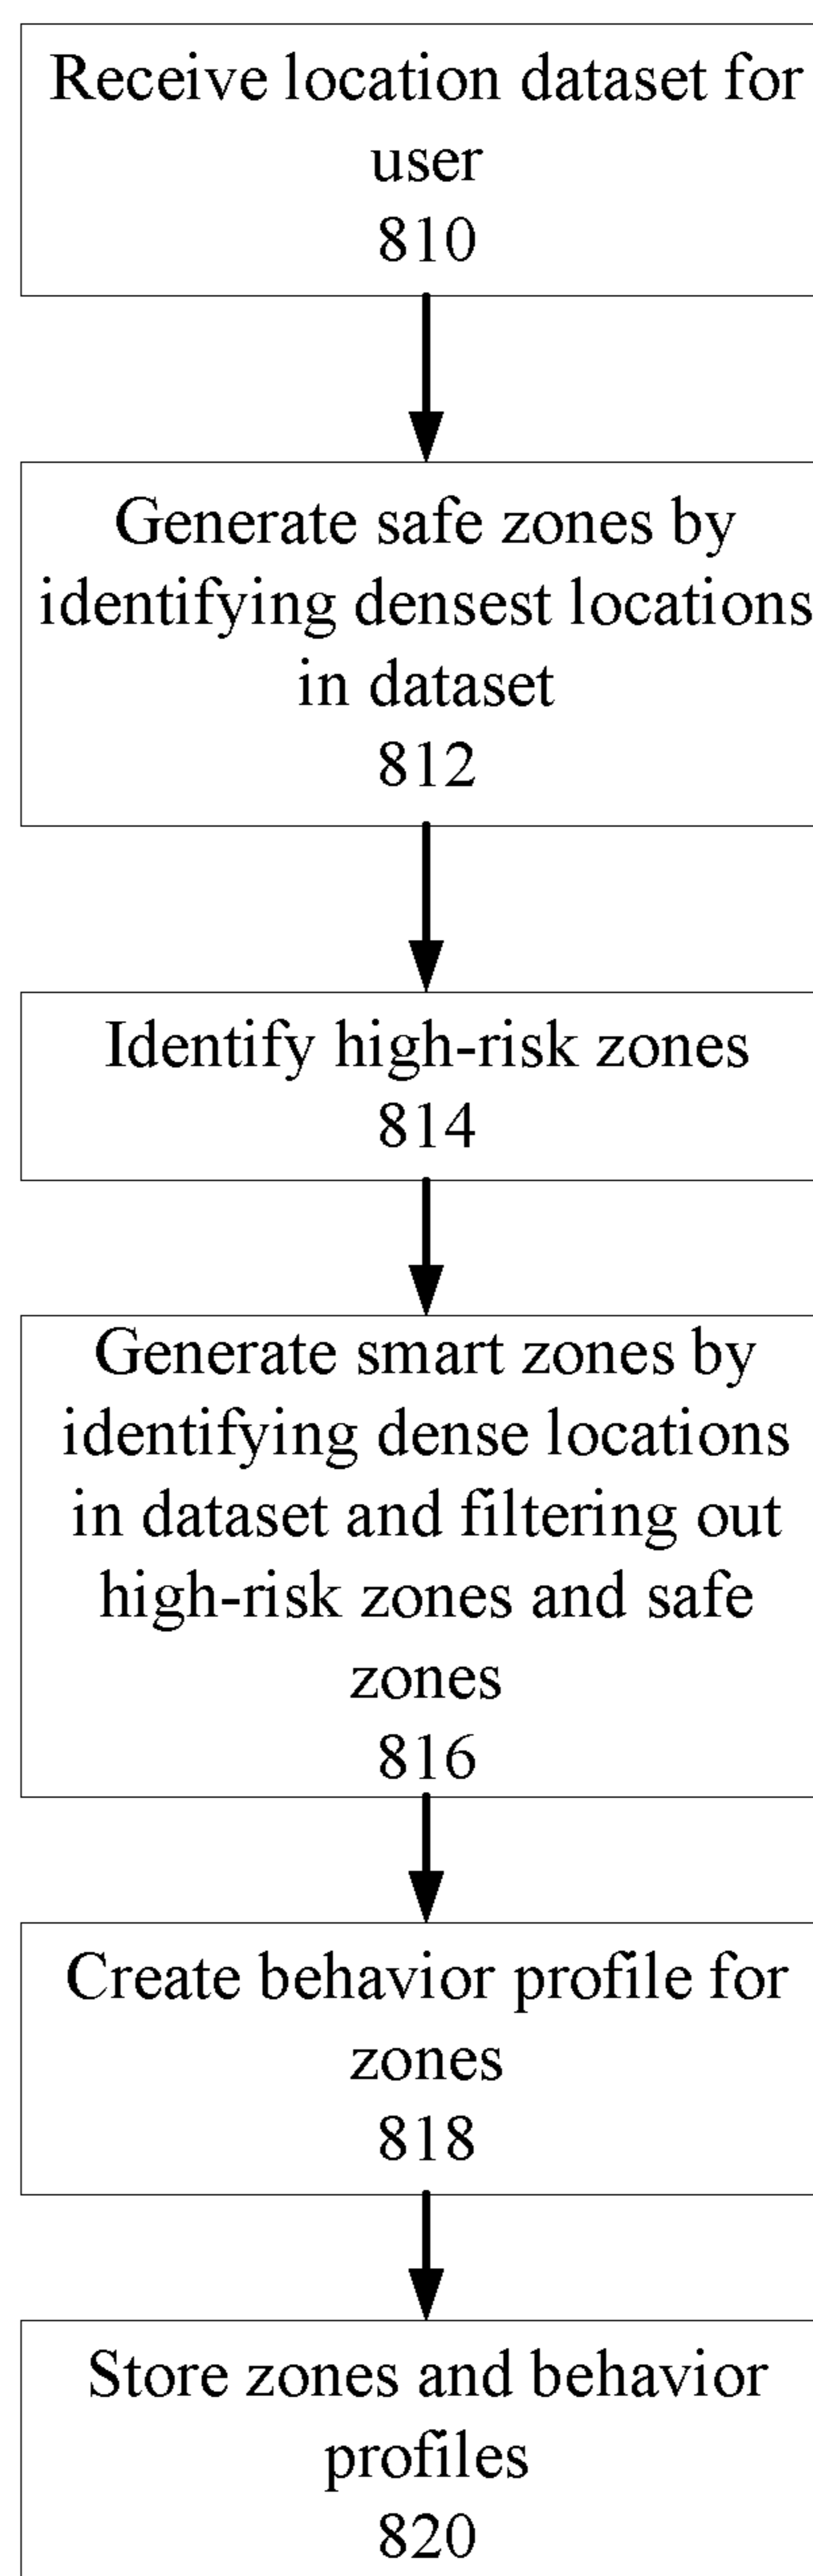 Receive location dataset for
user
810
Generate safe zones by
identifying densest locations
in dataset
812
Identify high-risk zones
814
Generate smart zones by
identifying dense locations
in dataset and filtering out
high-risk zones and safe
zones
816
Create behavior profile for
zones
818
Store zones and behavior
profiles
820